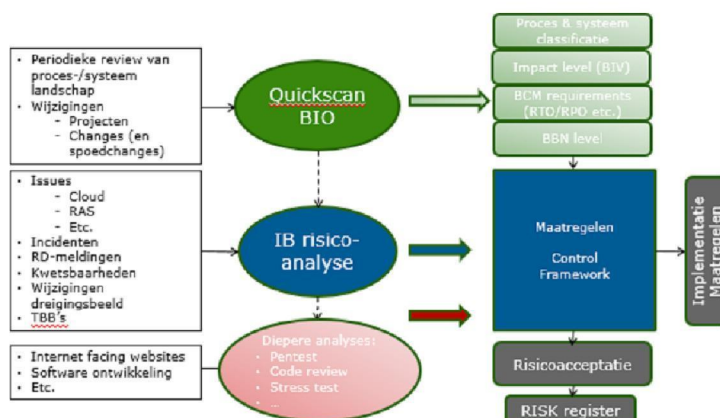 Periodieke review van
proces-/systeem
landschap
Wijzigingen
- Projecten
- Changes (en
spoedchanges)
Quickscan
BIO
Proces & systeem
classificatie
Impact level (BIV)
BCM requirements
(RTO/RPO etc.)
BBN level
Issues
- Cloud
- RAS
- Etc.
Incidenten
RD-meldingen
Kwetsbaarheden
Wijzigingen
dreigingsbeeld
TBB's
IB risico-
analyse
Maatregelen
Control
Framework
Implementatie
Maatregelen
Internet facing websites
Software ontwikkeling
Etc.
Diepere analyses:
Pentest
Code review
Stress test
...
Risicoacceptatie
RISK register